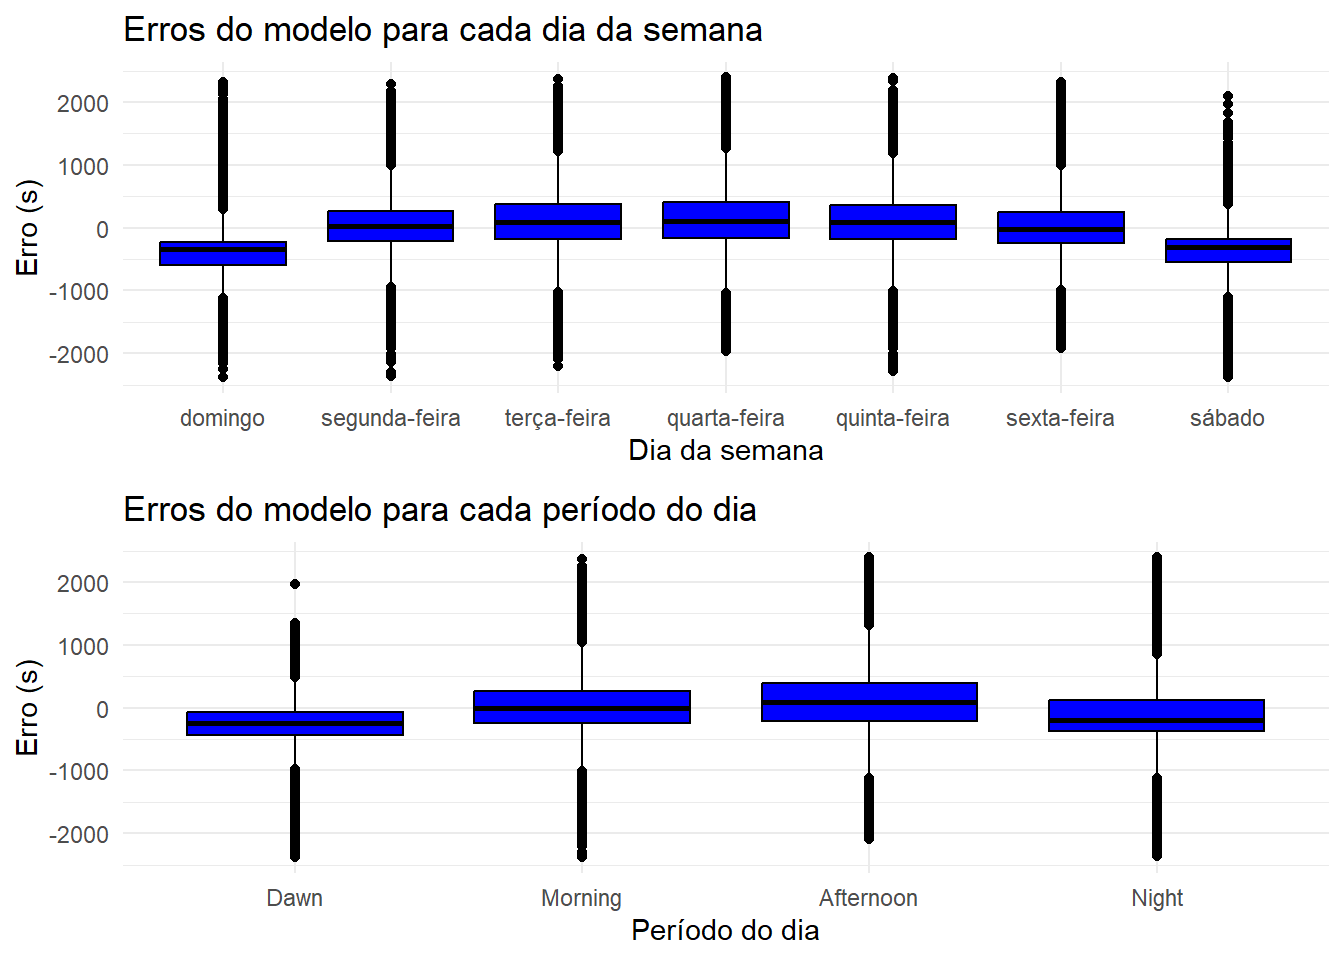 Erros do modelo para cada dia da semana
2000
1000
0
-1000
-2000
Erro (s)
domingo segunda-feira terça-feira quarta-feira quinta-feira sexta-feira sábado
Dia da semana
Erros do modelo para cada período do dia
2000
1000
0
-1000
-2000
Erro (s)
Dawn Morning Afternoon Night
Período do dia